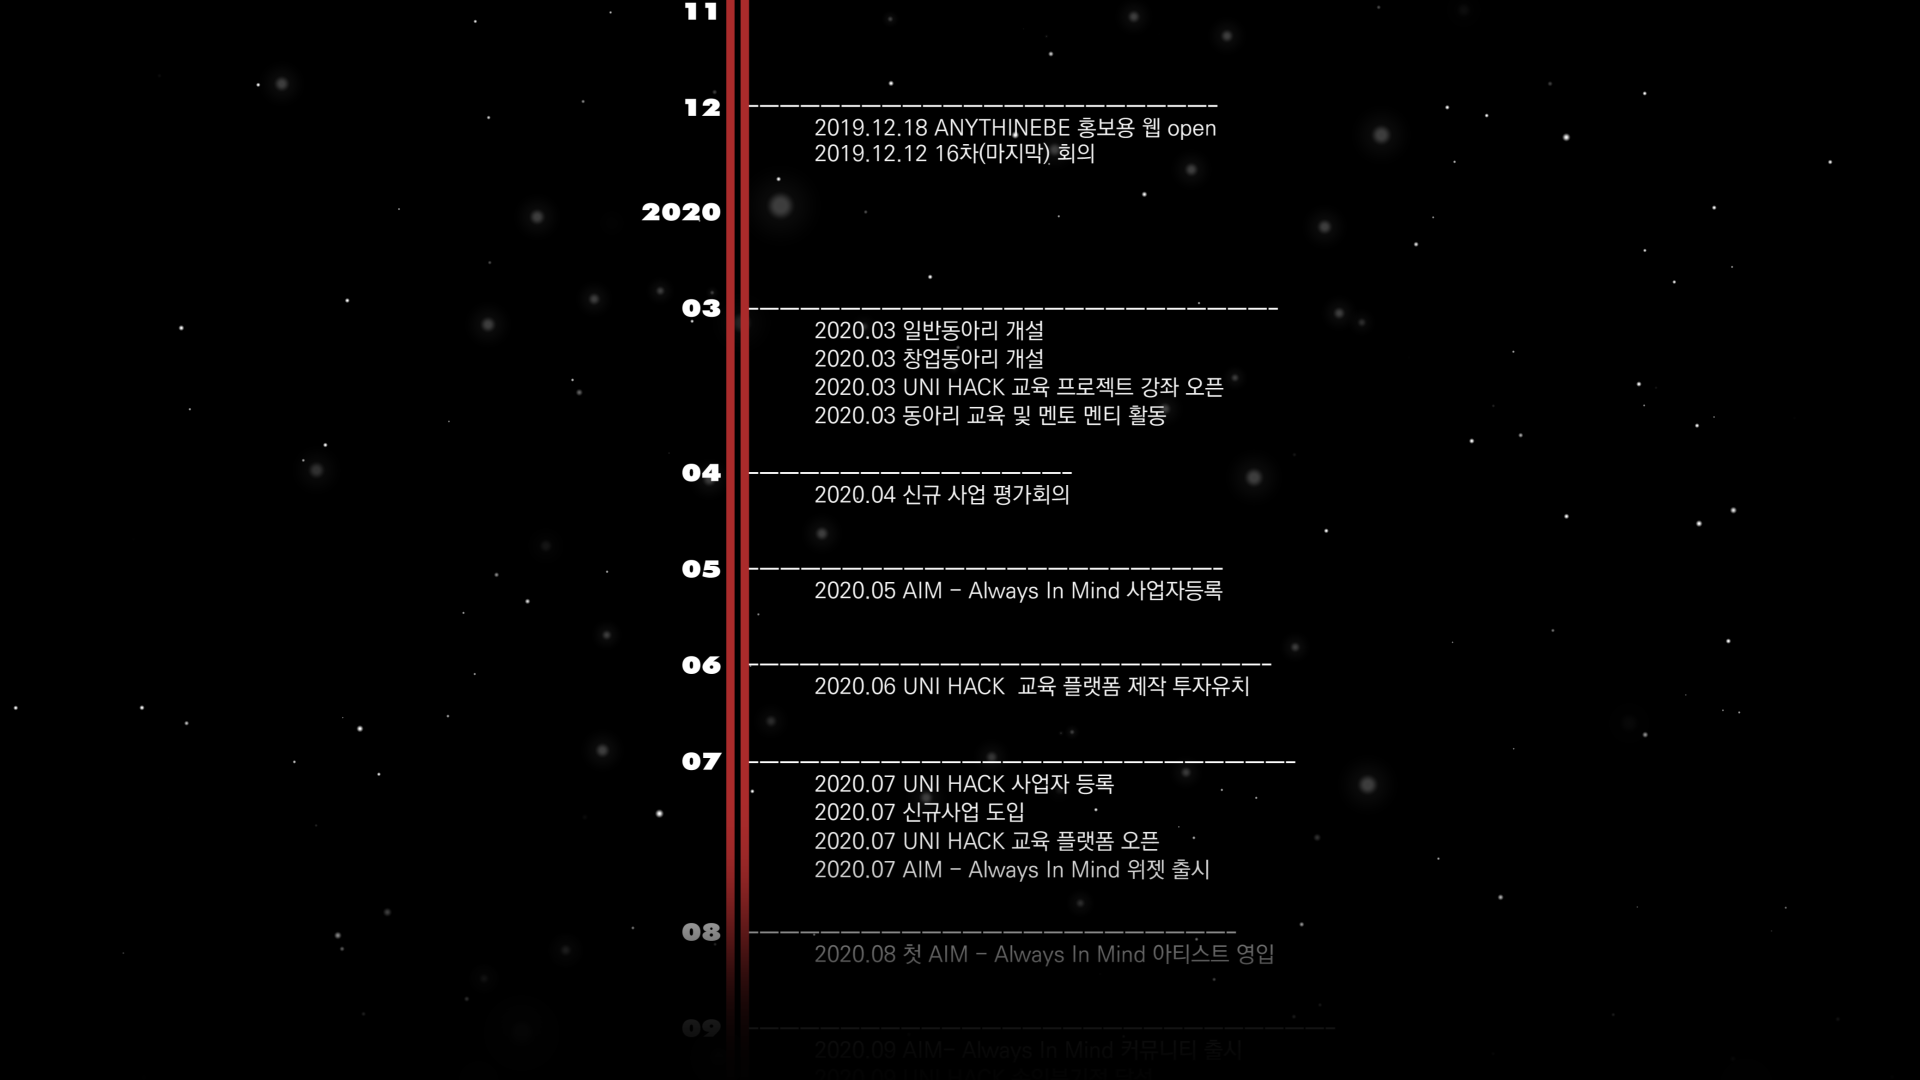 11
12
2019.12.18 ANYTHINEBE 홍보용 웹 open
2019.12.12 16차(마지막) 회의
2020
03
2020.03 일반동아리 개설
2020.03 창업동아리 개설
2020.03 UNI HACK 교육 프로젝트 강좌 오픈
2020.03 동아리 교육 및 멘토 멘티 활동
04
2020.04 신규 사업 평가회의
05
2020.05 AIM - Always In Mind 사업자등록
06
2020.06 UNI HACK  교육 플랫폼 제작 투자유치
07
2020.07 UNI HACK 사업자 등록
2020.07 신규사업 도입
2020.07 UNI HACK 교육 플랫폼 오픈
2020.07 AIM - Always In Mind 위젯 출시
08
2020.08 첫 AIM - Always In Mind 아티스트 영입
09
2020.09 AIM- Always In Mind 커뮤니티 출시
2020.09 UNI HACK